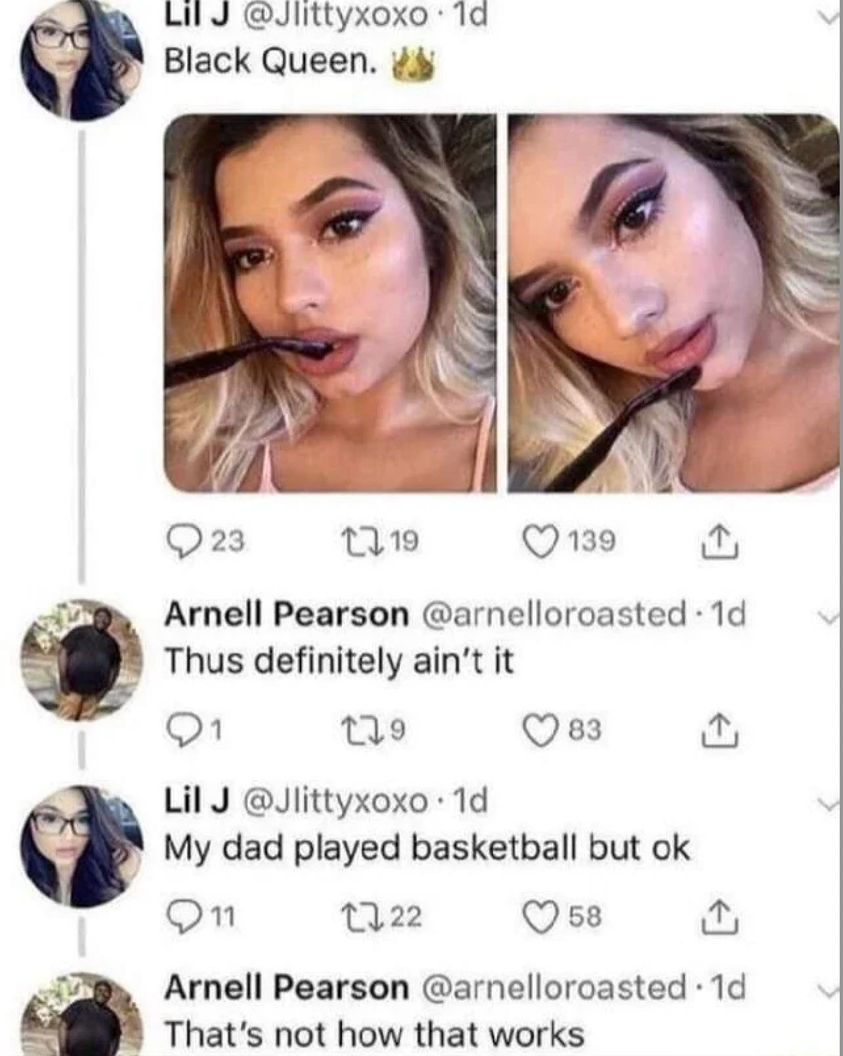 Lil J @Jlittyxoxo · 1d
Black Queen. 👑
23 19 139
Arnell Pearson @arnelloroasted · 1d
Thus definitely ain't it
1 9 83
Lil J @Jlittyxoxo · 1d
My dad played basketball but ok
11 22 58
Arnell Pearson @arnelloroasted · 1d
That's not how that works